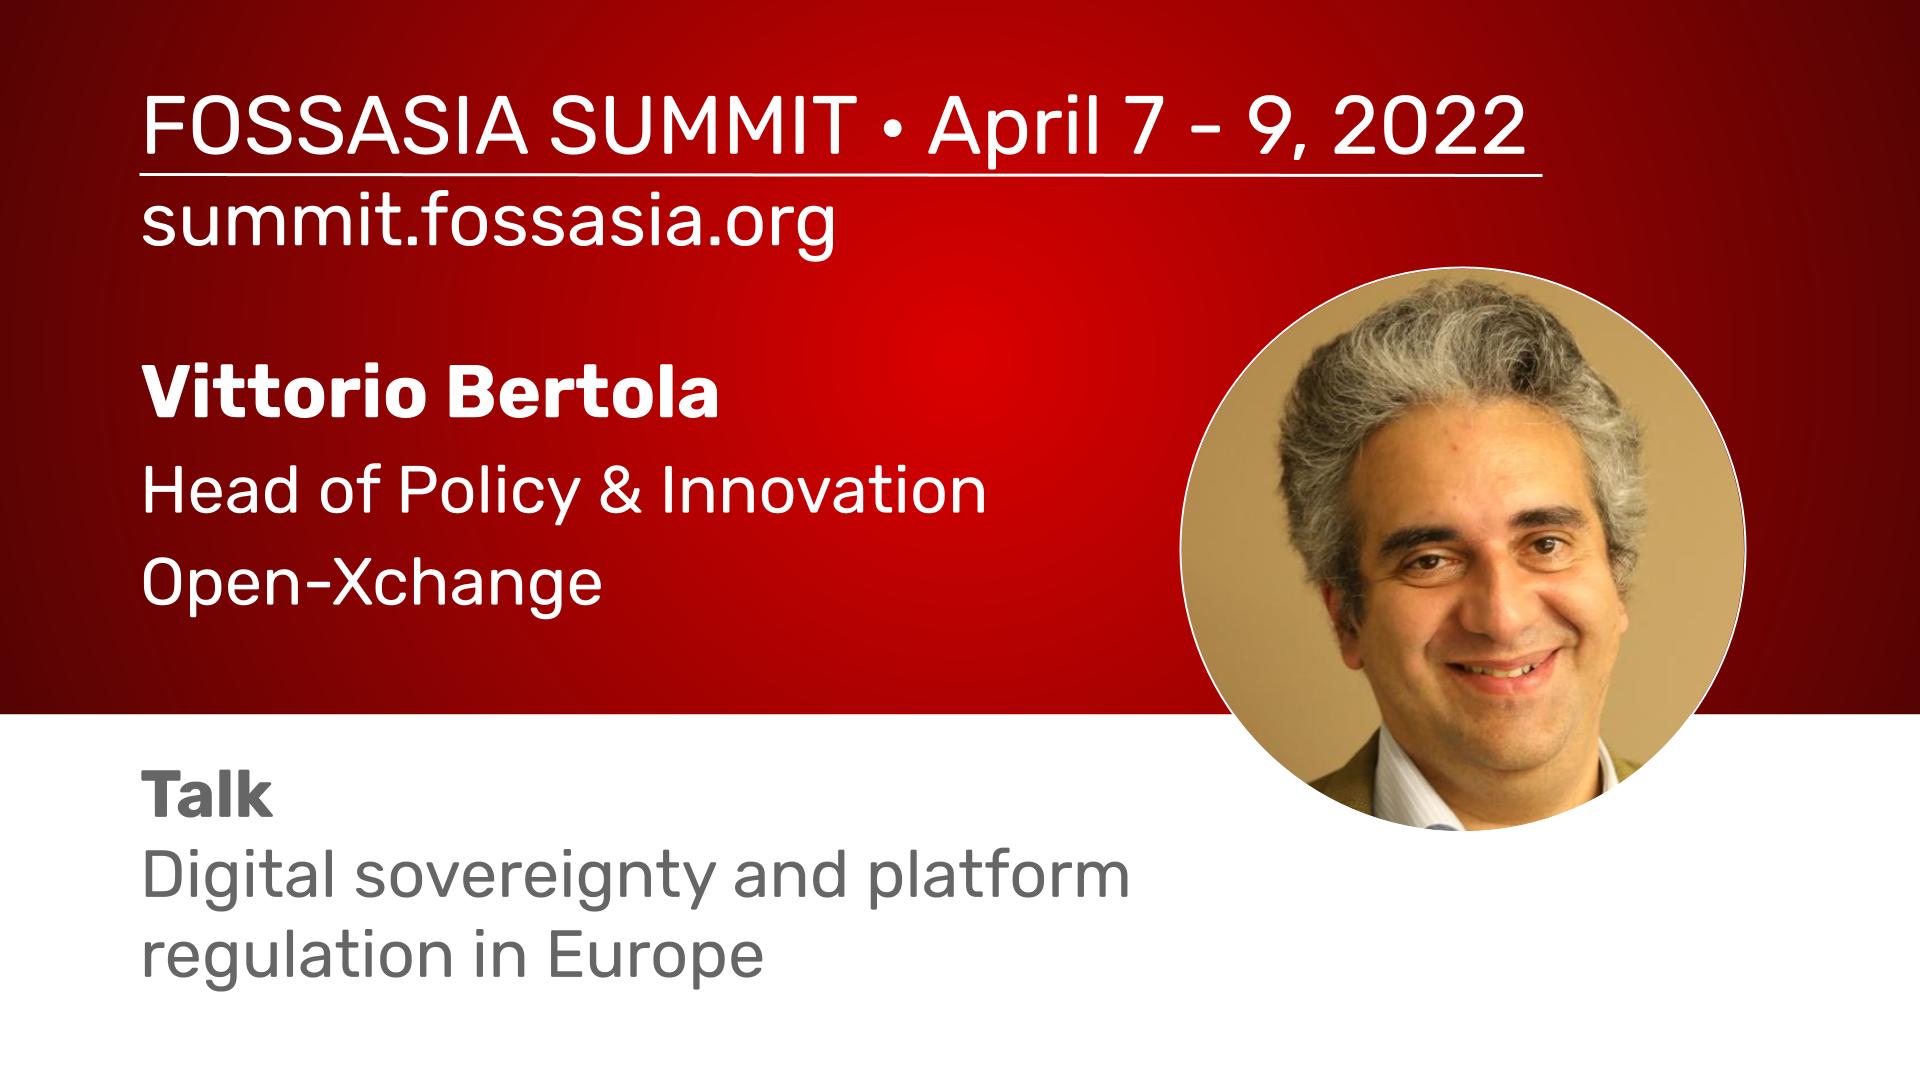 FOSSASIA SUMMIT • April 7 - 9, 2022
summit.fossasia.org
Vittorio Bertola
Head of Policy & Innovation
Open-Xchange
Talk
Digital sovereignty and platform
regulation in Europe